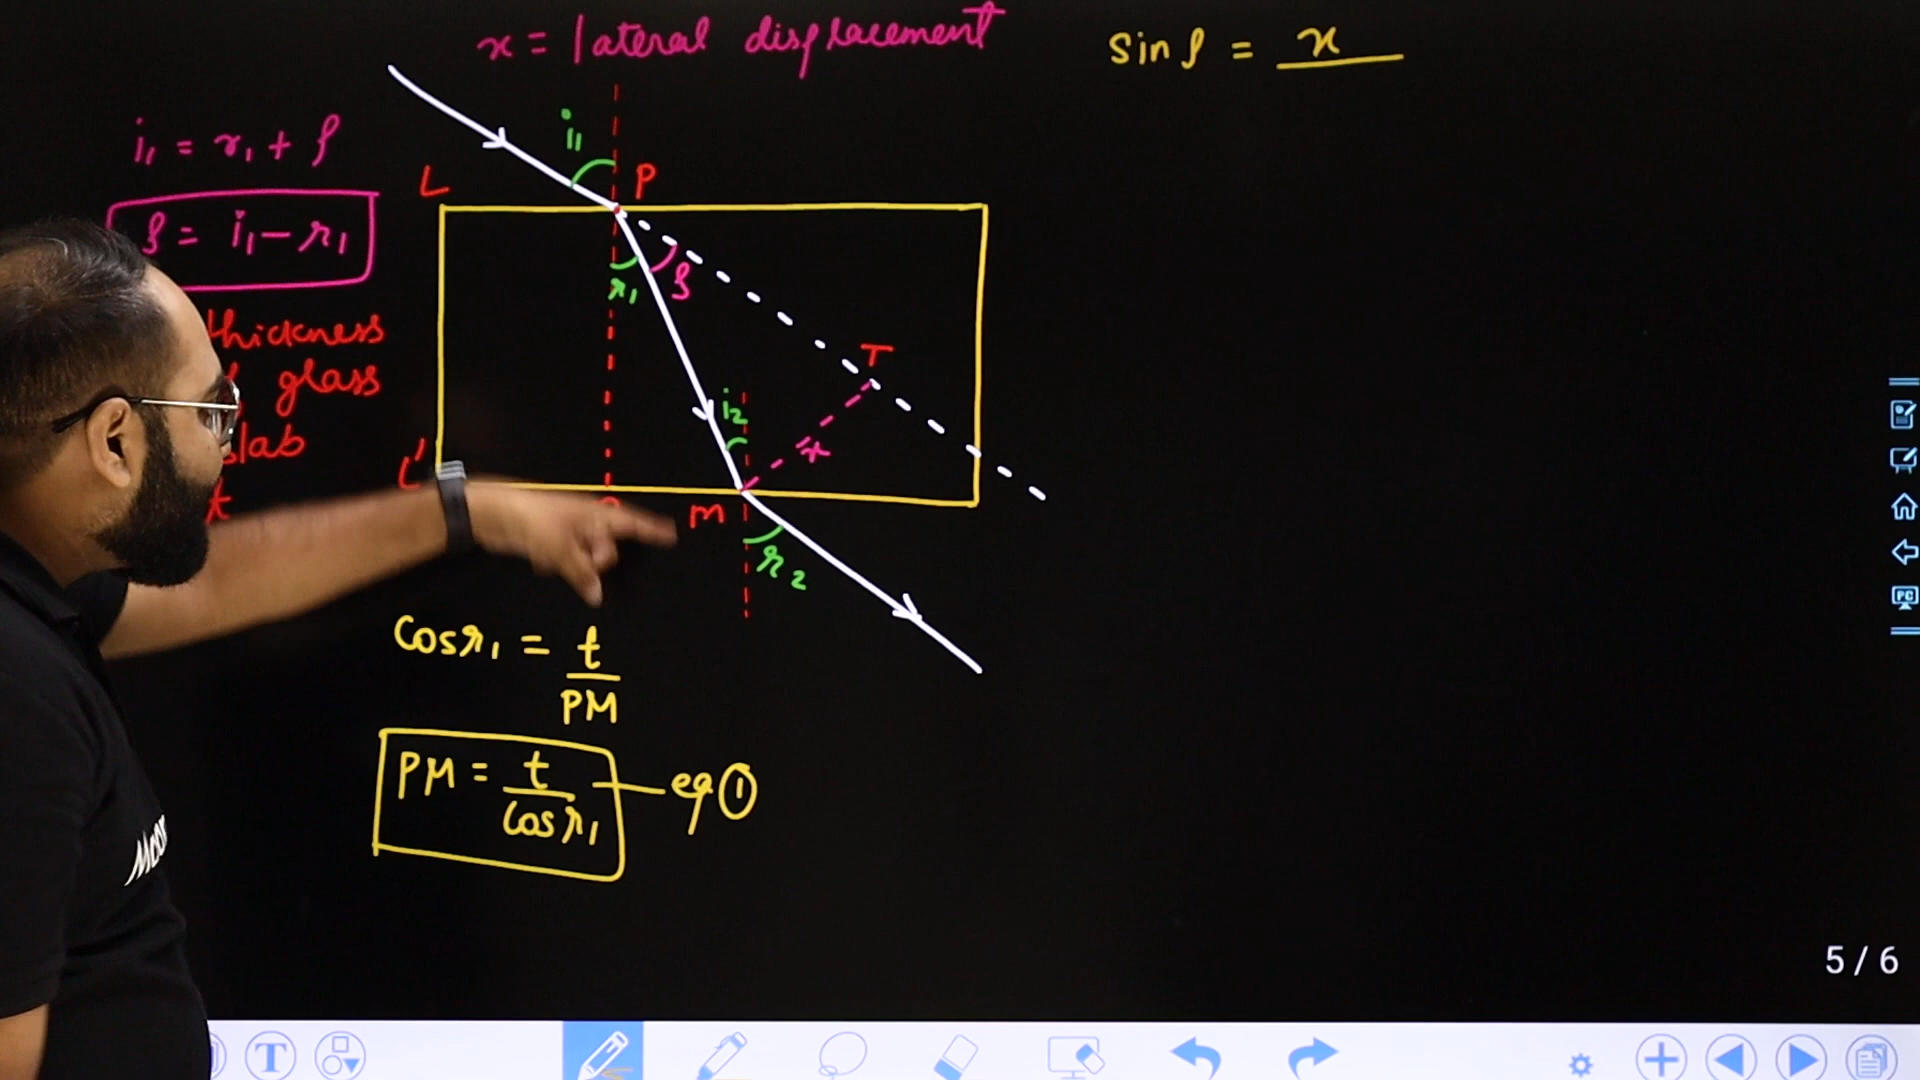 x = lateral displacement
sin δ = x
i₁ = r₁ + δ
δ = i₁ - r₁
thickness
glass
slab
t
L
P
i₁
r₁
δ
T
i₂
x
L'
M
r₂
cos r₁ = t / PM
PM = t / cos r₁ — eq ①
5 / 6
T
PC